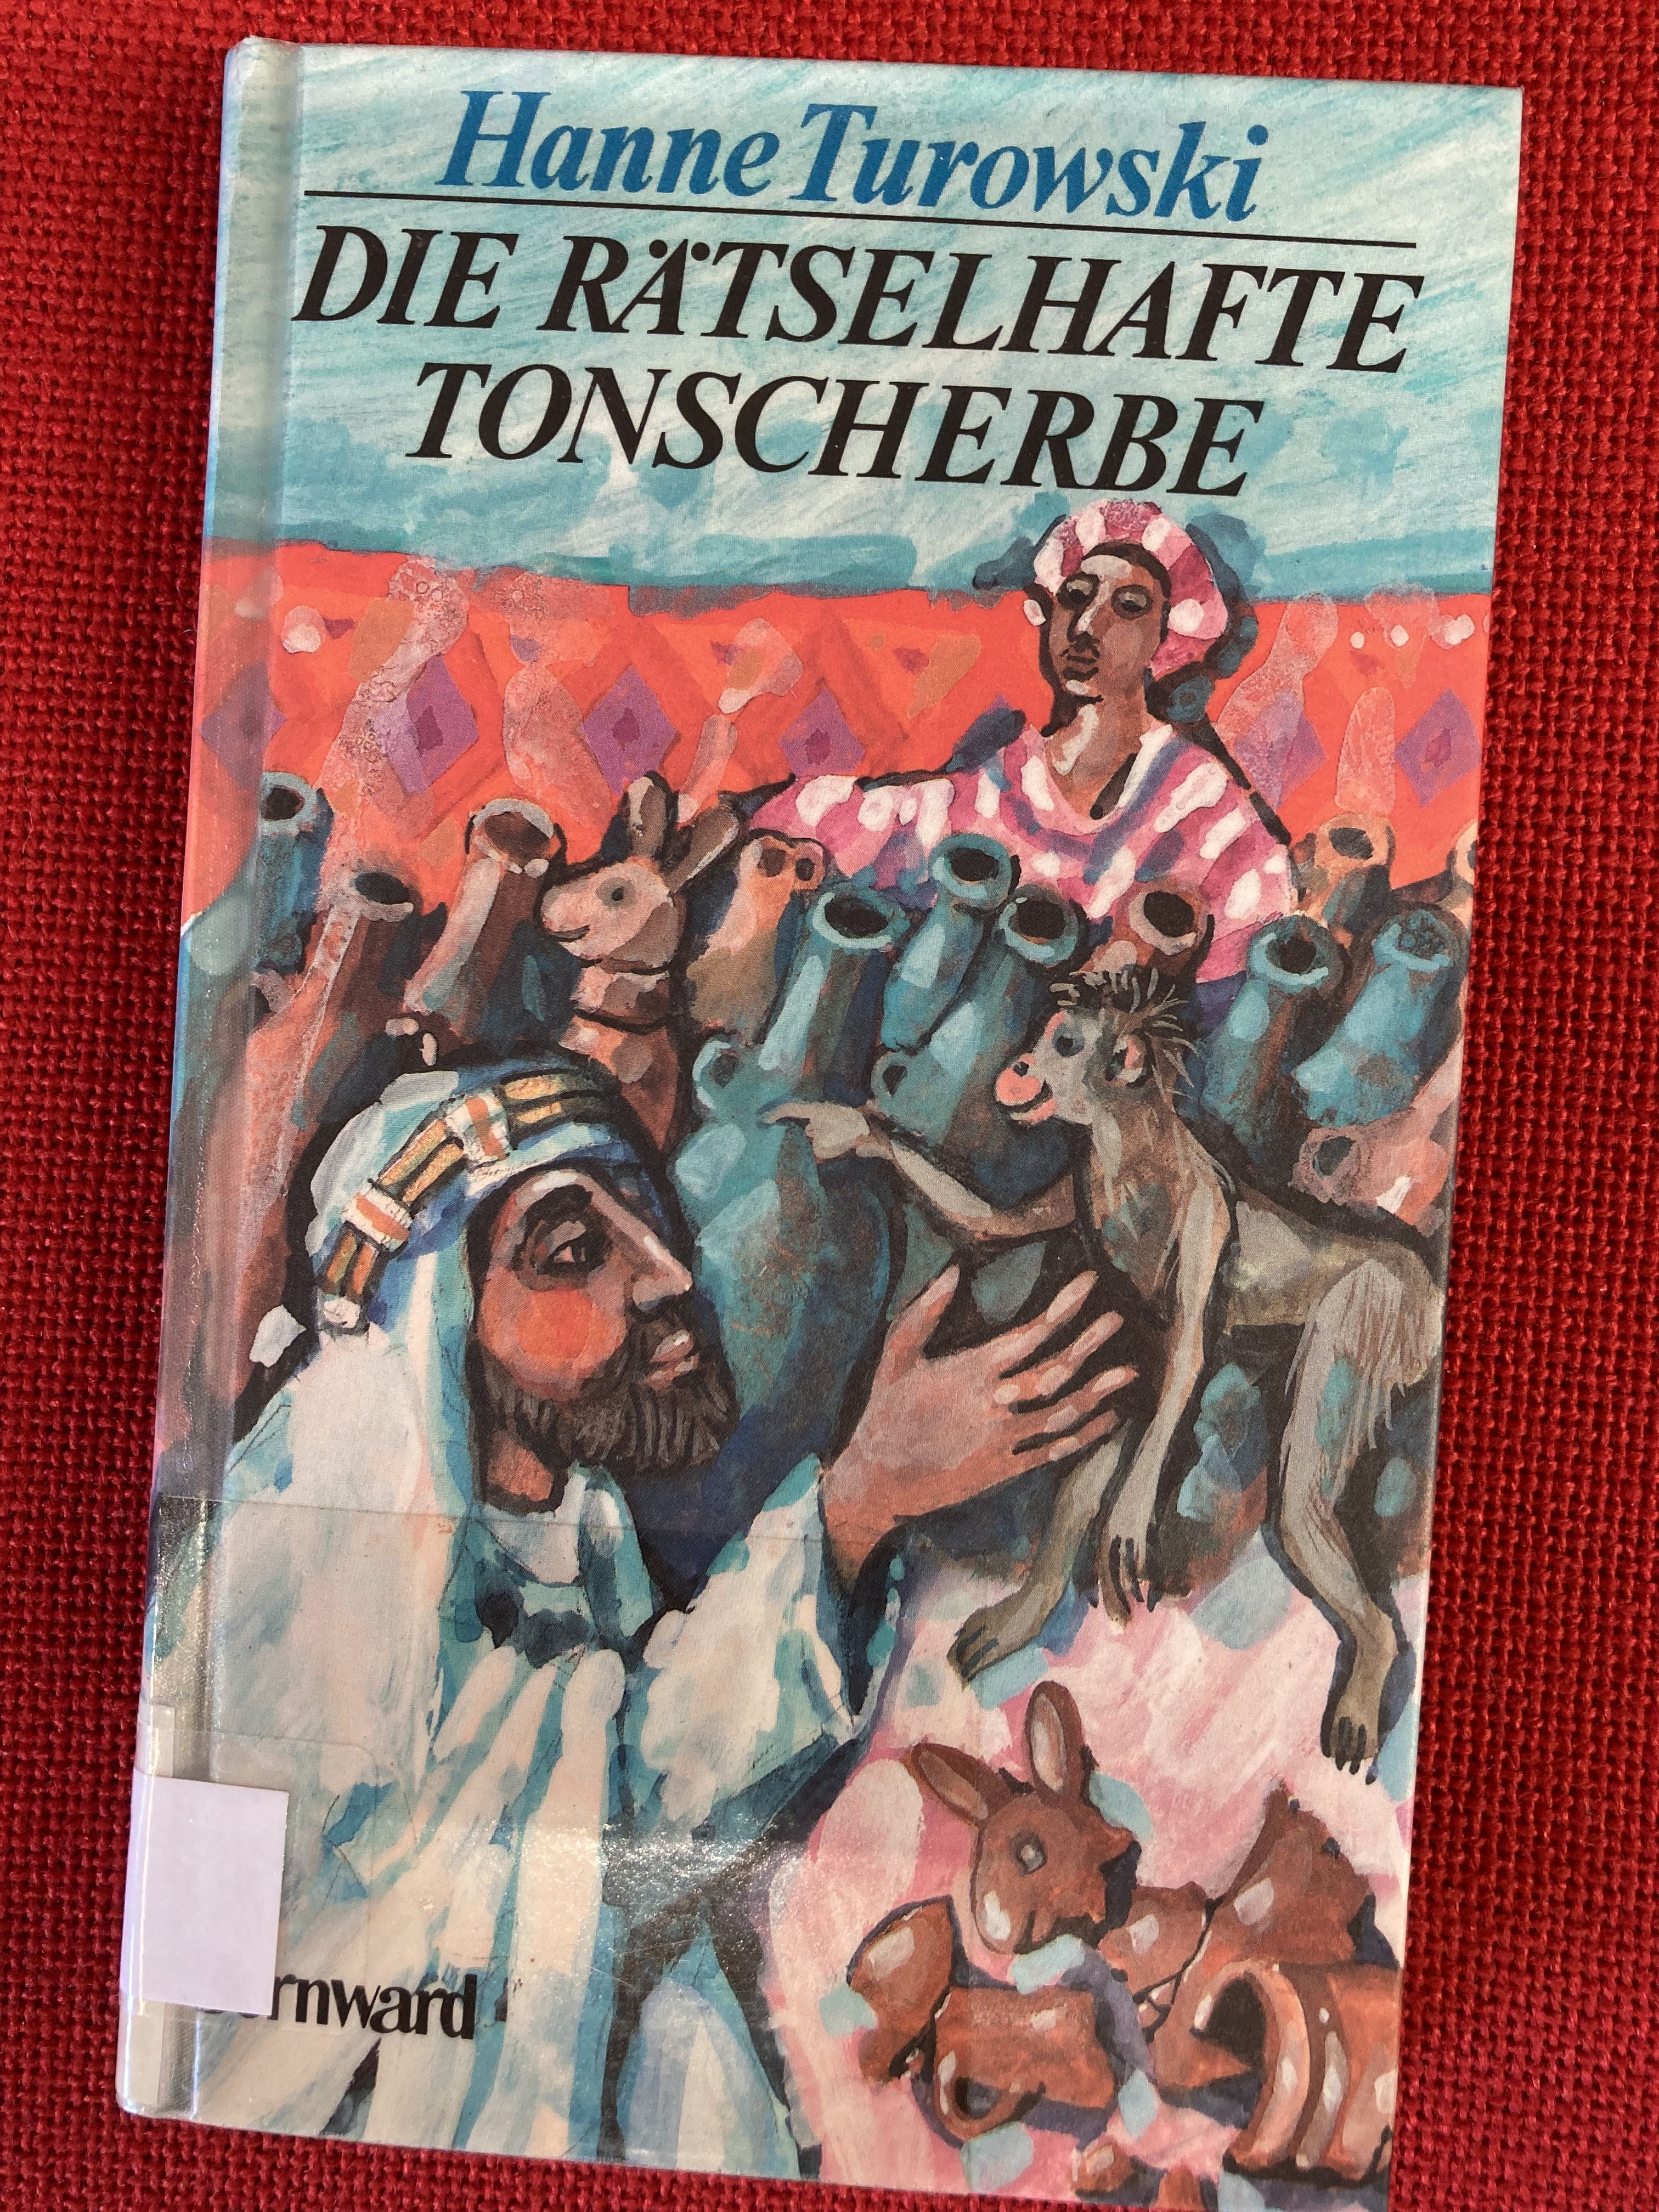 Hanne Turowski
DIE RÄTSELHAFTE
TONSCHERBE